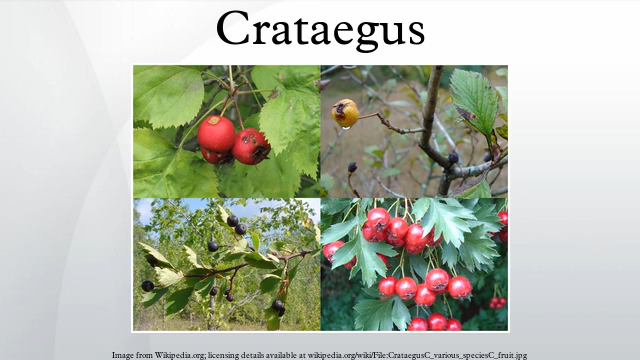 Crataegus
Image from Wikipedia.org; licensing details available at wikipedia.org/wiki/File:CrataegusC_various_speciesC_fruit.jpg